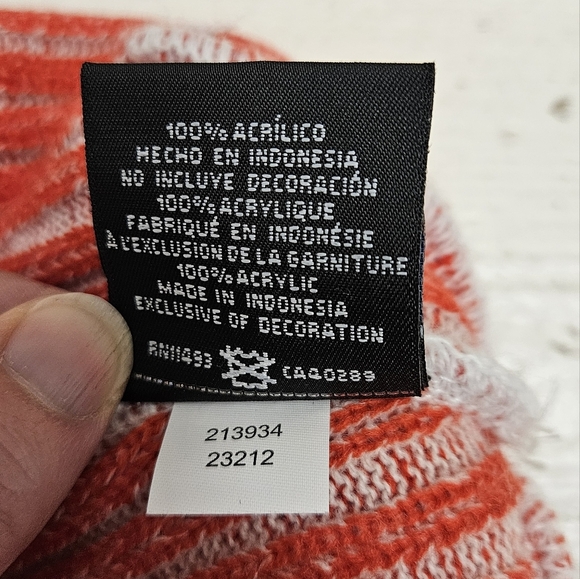 100% ACRÍLICO
HECHO EN INDONESIA
NO INCLUYE DECORACIÓN
100% ACRYLIQUE
FABRIQUÉ EN INDONÉSIE
À L'EXCLUSION DE LA GARNITURE
100% ACRYLIC
MADE IN INDONESIA
EXCLUSIVE OF DECORATION
RN11493 CA40289
213934
23212